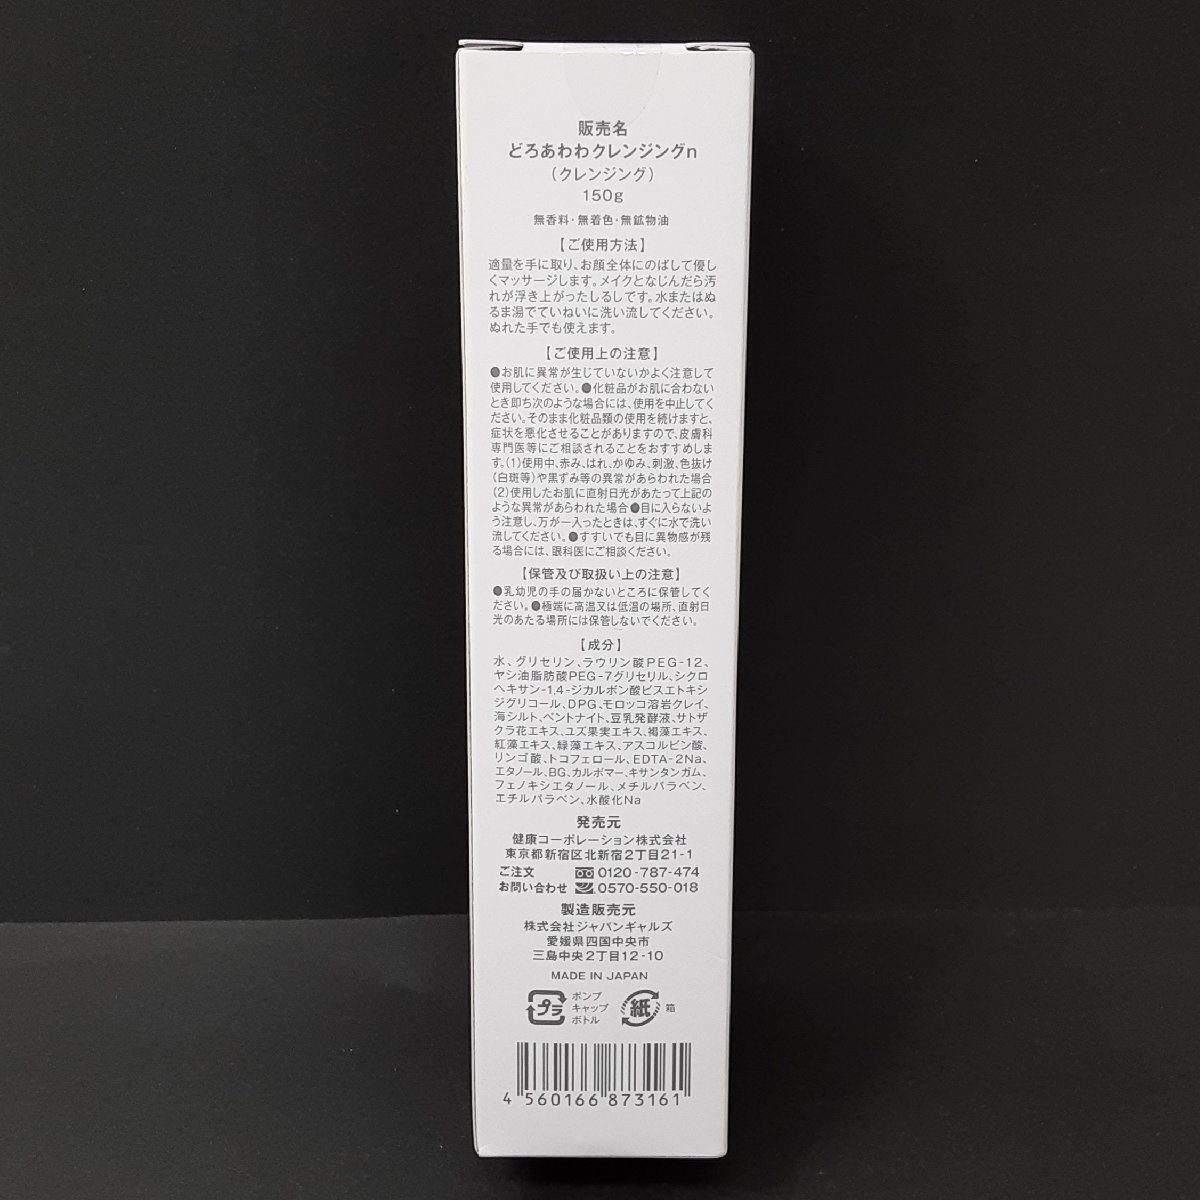 販売名
どろあわわクレンジングn
（クレンジング）
150g
無香料・無着色・無鉱物油
【ご使用方法】
適量を手に取り、お顔全体にのばして優し
くマッサージします。メイクとなじんだら汚
れが浮き上がったしるしです。水またはぬ
るま湯でていねいに洗い流してください。
ぬれた手でも使えます。
【ご使用上の注意】
●お肌に異常が生じていないかよく注意して
使用してください。●化粧品がお肌に合わない
とき即ち次のような場合には、使用を中止してく
ださい。そのまま化粧品類の使用を続けますと、
症状を悪化させることがありますので、皮膚科
専門医等にご相談されることをおすすめしま
す。(1)使用中、赤み、はれ、かゆみ、刺激、色抜け
（白斑等）や黒ずみ等の異常があらわれた場合
(2)使用したお肌に直射日光があたって上記の
ような異常があらわれた場合●目に入らないよ
う注意し、万が一入ったときは、すぐに水で洗い
流してください。●すすいでも目に異物感が残
る場合には、眼科医にご相談ください。
【保管及び取扱い上の注意】
●乳幼児の手の届かないところに保管してく
ださい。●極端に高温又は低温の場所、直射日
光のあたる場所には保管しないでください。
【成分】
水、グリセリン、ラウリン酸PEG-12、
ヤシ油脂肪酸PEG-7グリセリル、シクロ
ヘキサン-1,4-ジカルボン酸ビスエトキシ
ジグリコール、DPG、モロッコ溶岩クレイ、
海シルト、ベントナイト、豆乳発酵液、サトザ
クラ花エキス、ユズ果実エキス、褐藻エキス、
紅藻エキス、緑藻エキス、アスコルビン酸、
リンゴ酸、トコフェロール、EDTA-2Na、
エタノール、BG、カルボマー、キサンタンガム、
フェノキシエタノール、メチルパラベン、
エチルパラベン、水酸化Na
発売元
健康コーポレーション株式会社
東京都新宿区北新宿2丁目21-1
ご注文 0120-787-474
お問い合わせ 0570-550-018
製造販売元
株式会社ジャパンギャルズ
愛媛県四国中央市
三島中央2丁目12-10
MADE IN JAPAN
プラ ポンプ キャップ ボトル 紙 箱
4 560166 873161